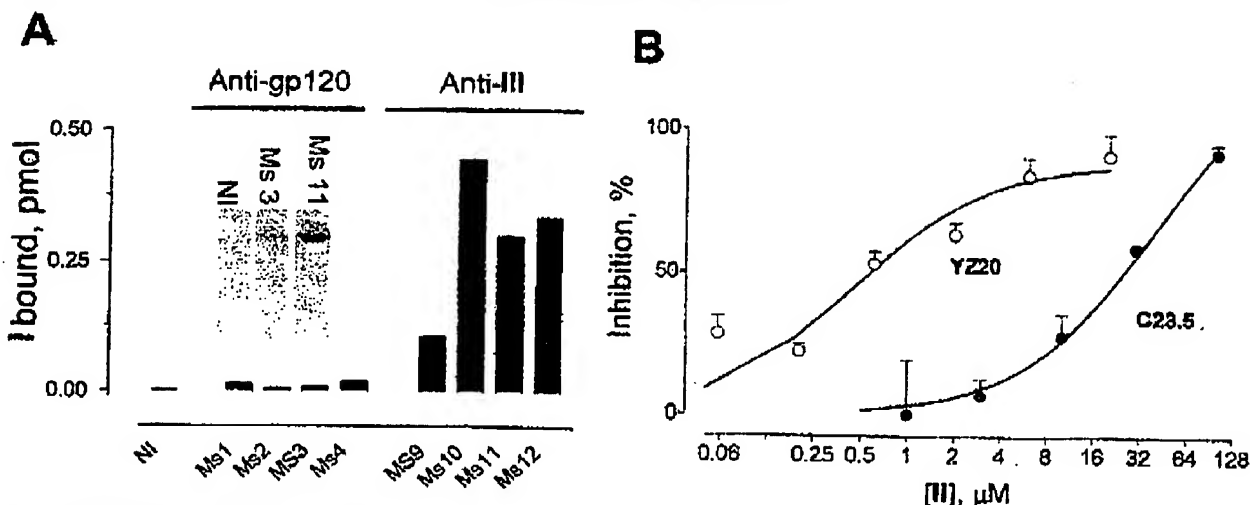 A
Anti-gp120
Anti-III
I bound, pmol
0.50
0.25
0.00
NI
Ms 3
Ms 11
NI
Ms1
Ms2
MS3
Ms4
MS9
Ms10
Ms11
Ms12
B
Inhibition, %
100
50
0
YZ20
C23.5
0.06
0.25
0.5
1
2
4
8
16
32
64
128
[II], µM